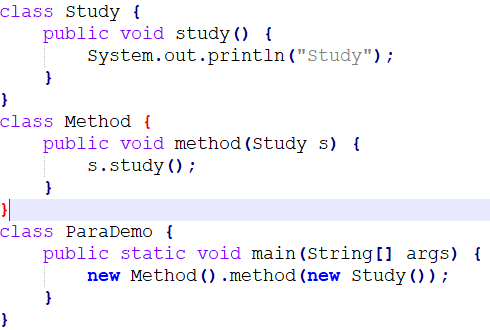 class Study {
    public void study() {
        System.out.println("Study");
    }
}
class Method {
    public void method(Study s) {
        s.study();
    }
}
class ParaDemo {
    public static void main(String[] args) {
        new Method().method(new Study());
    }
}